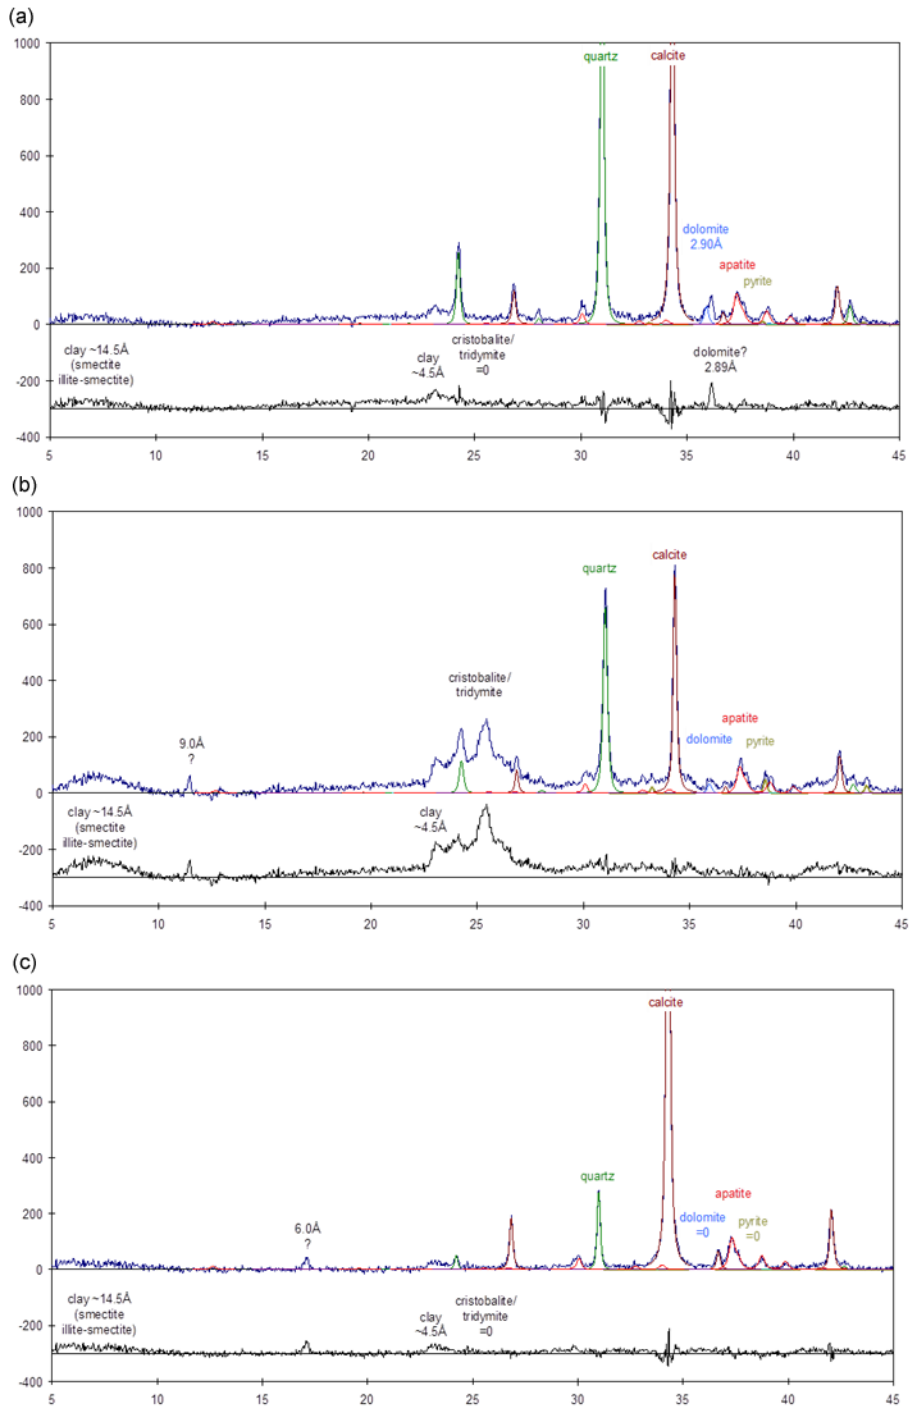 (a)
1000
quartz
calcite
800
600
400
dolomite
2.90Å
apatite
200
pyrite
0
clay ~14.5Å
(smectite
illite-smectite)
clay
~4.5Å
cristobalite/
tridymite
=0
dolomite?
2.89Å
-200
-400
5 10 15 20 25 30 35 40 45
(b)
1000
800
quartz
calcite
600
400
cristobalite/
tridymite
apatite
200
9.0Å
?
dolomite
pyrite
0
clay ~14.5Å
(smectite
illite-smectite)
clay
~4.5Å
-200
-400
5 10 15 20 25 30 35 40 45
(c)
1000
calcite
800
600
400
quartz
apatite
200
6.0Å
?
dolomite
=0
pyrite
=0
0
clay ~14.5Å
(smectite
illite-smectite)
clay
~4.5Å
cristobalite/
tridymite
=0
-200
-400
5 10 15 20 25 30 35 40 45